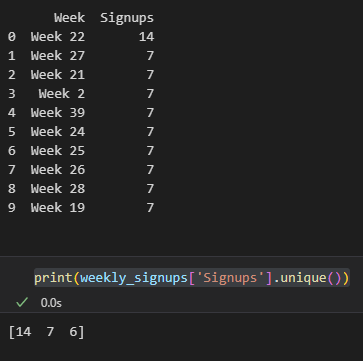 Week Signups
0 Week 22 14
1 Week 27 7
2 Week 21 7
3 Week 2 7
4 Week 39 7
5 Week 24 7
6 Week 25 7
7 Week 26 7
8 Week 28 7
9 Week 19 7
print(weekly_signups['Signups'].unique())
0.0s
[14 7 6]